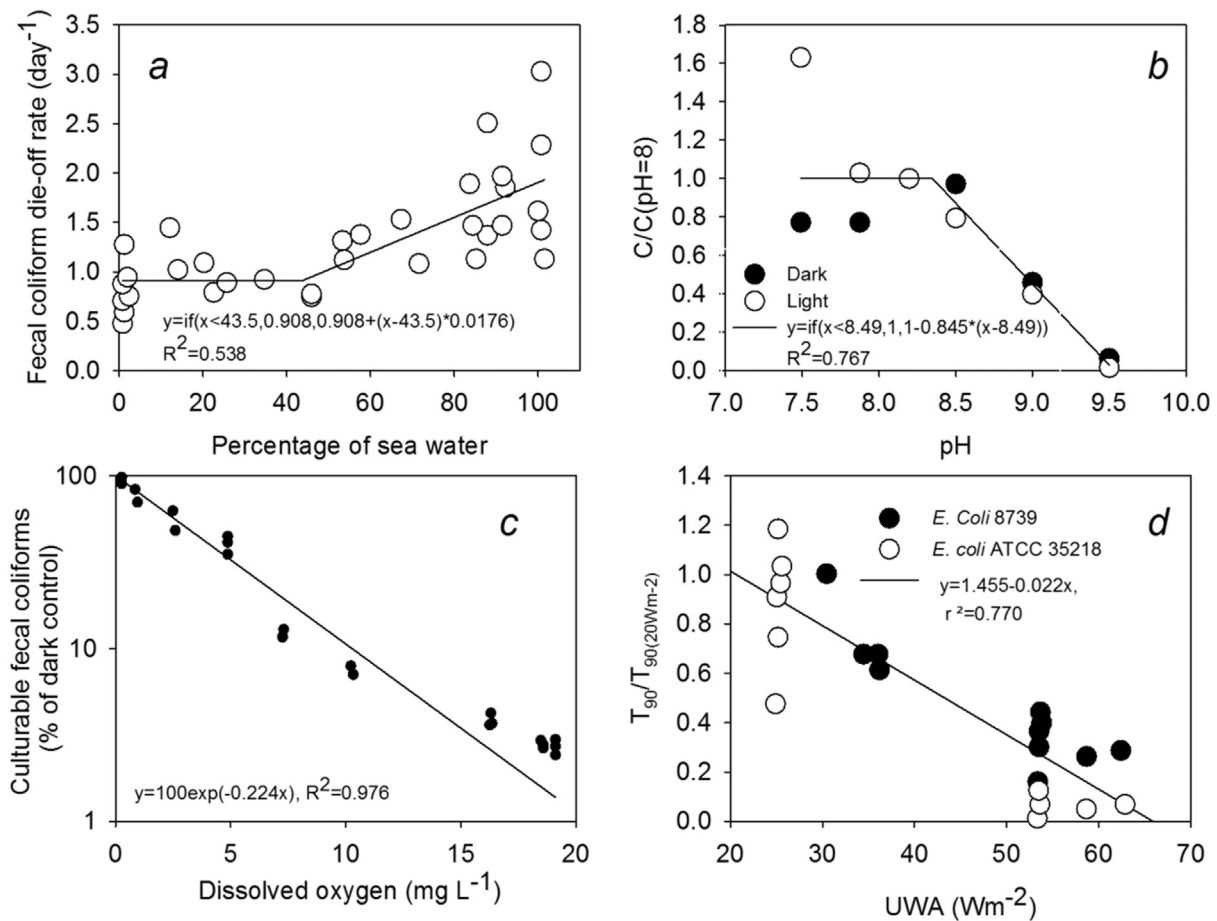 a
Fecal coliform die-off rate (day-1)
3.5
3.0
2.5
2.0
1.5
1.0
0.5
0.0
y=if(x<43.5,0.908,0.908+(x-43.5)*0.0176)
R2=0.538
0 20 40 60 80 100
Percentage of sea water
b
C/C(pH=8)
1.8
1.6
1.4
1.2
1.0
0.8
0.6
0.4
0.2
0.0
Dark
Light
y=if(x<8.49,1,1-0.845*(x-8.49))
R2=0.767
7.0 7.5 8.0 8.5 9.0 9.5 10.0
pH
c
Culturable fecal coliforms
(% of dark control)
100
10
1
y=100exp(-0.224x), R2=0.976
0 5 10 15 20
Dissolved oxygen (mg L-1)
d
T90/T90(20Wm-2)
1.4
1.2
1.0
0.8
0.6
0.4
0.2
0.0
E. Coli 8739
E. coli ATCC 35218
y=1.455-0.022x,
r ²=0.770
20 30 40 50 60 70
UWA (Wm-2)